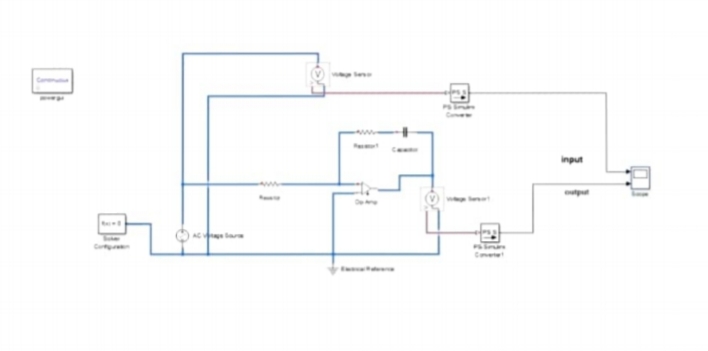 Continuous
powergui
Voltage Sensor
PS S
PS-Simulink
Converter
Resistor1
Capacitor
input
Resistor
Op-Amp
output
Voltage Sensor1
Scope
f(x) = 0
Solver
Configuration
AC Voltage Source
PS S
PS-Simulink
Converter1
Electrical Reference